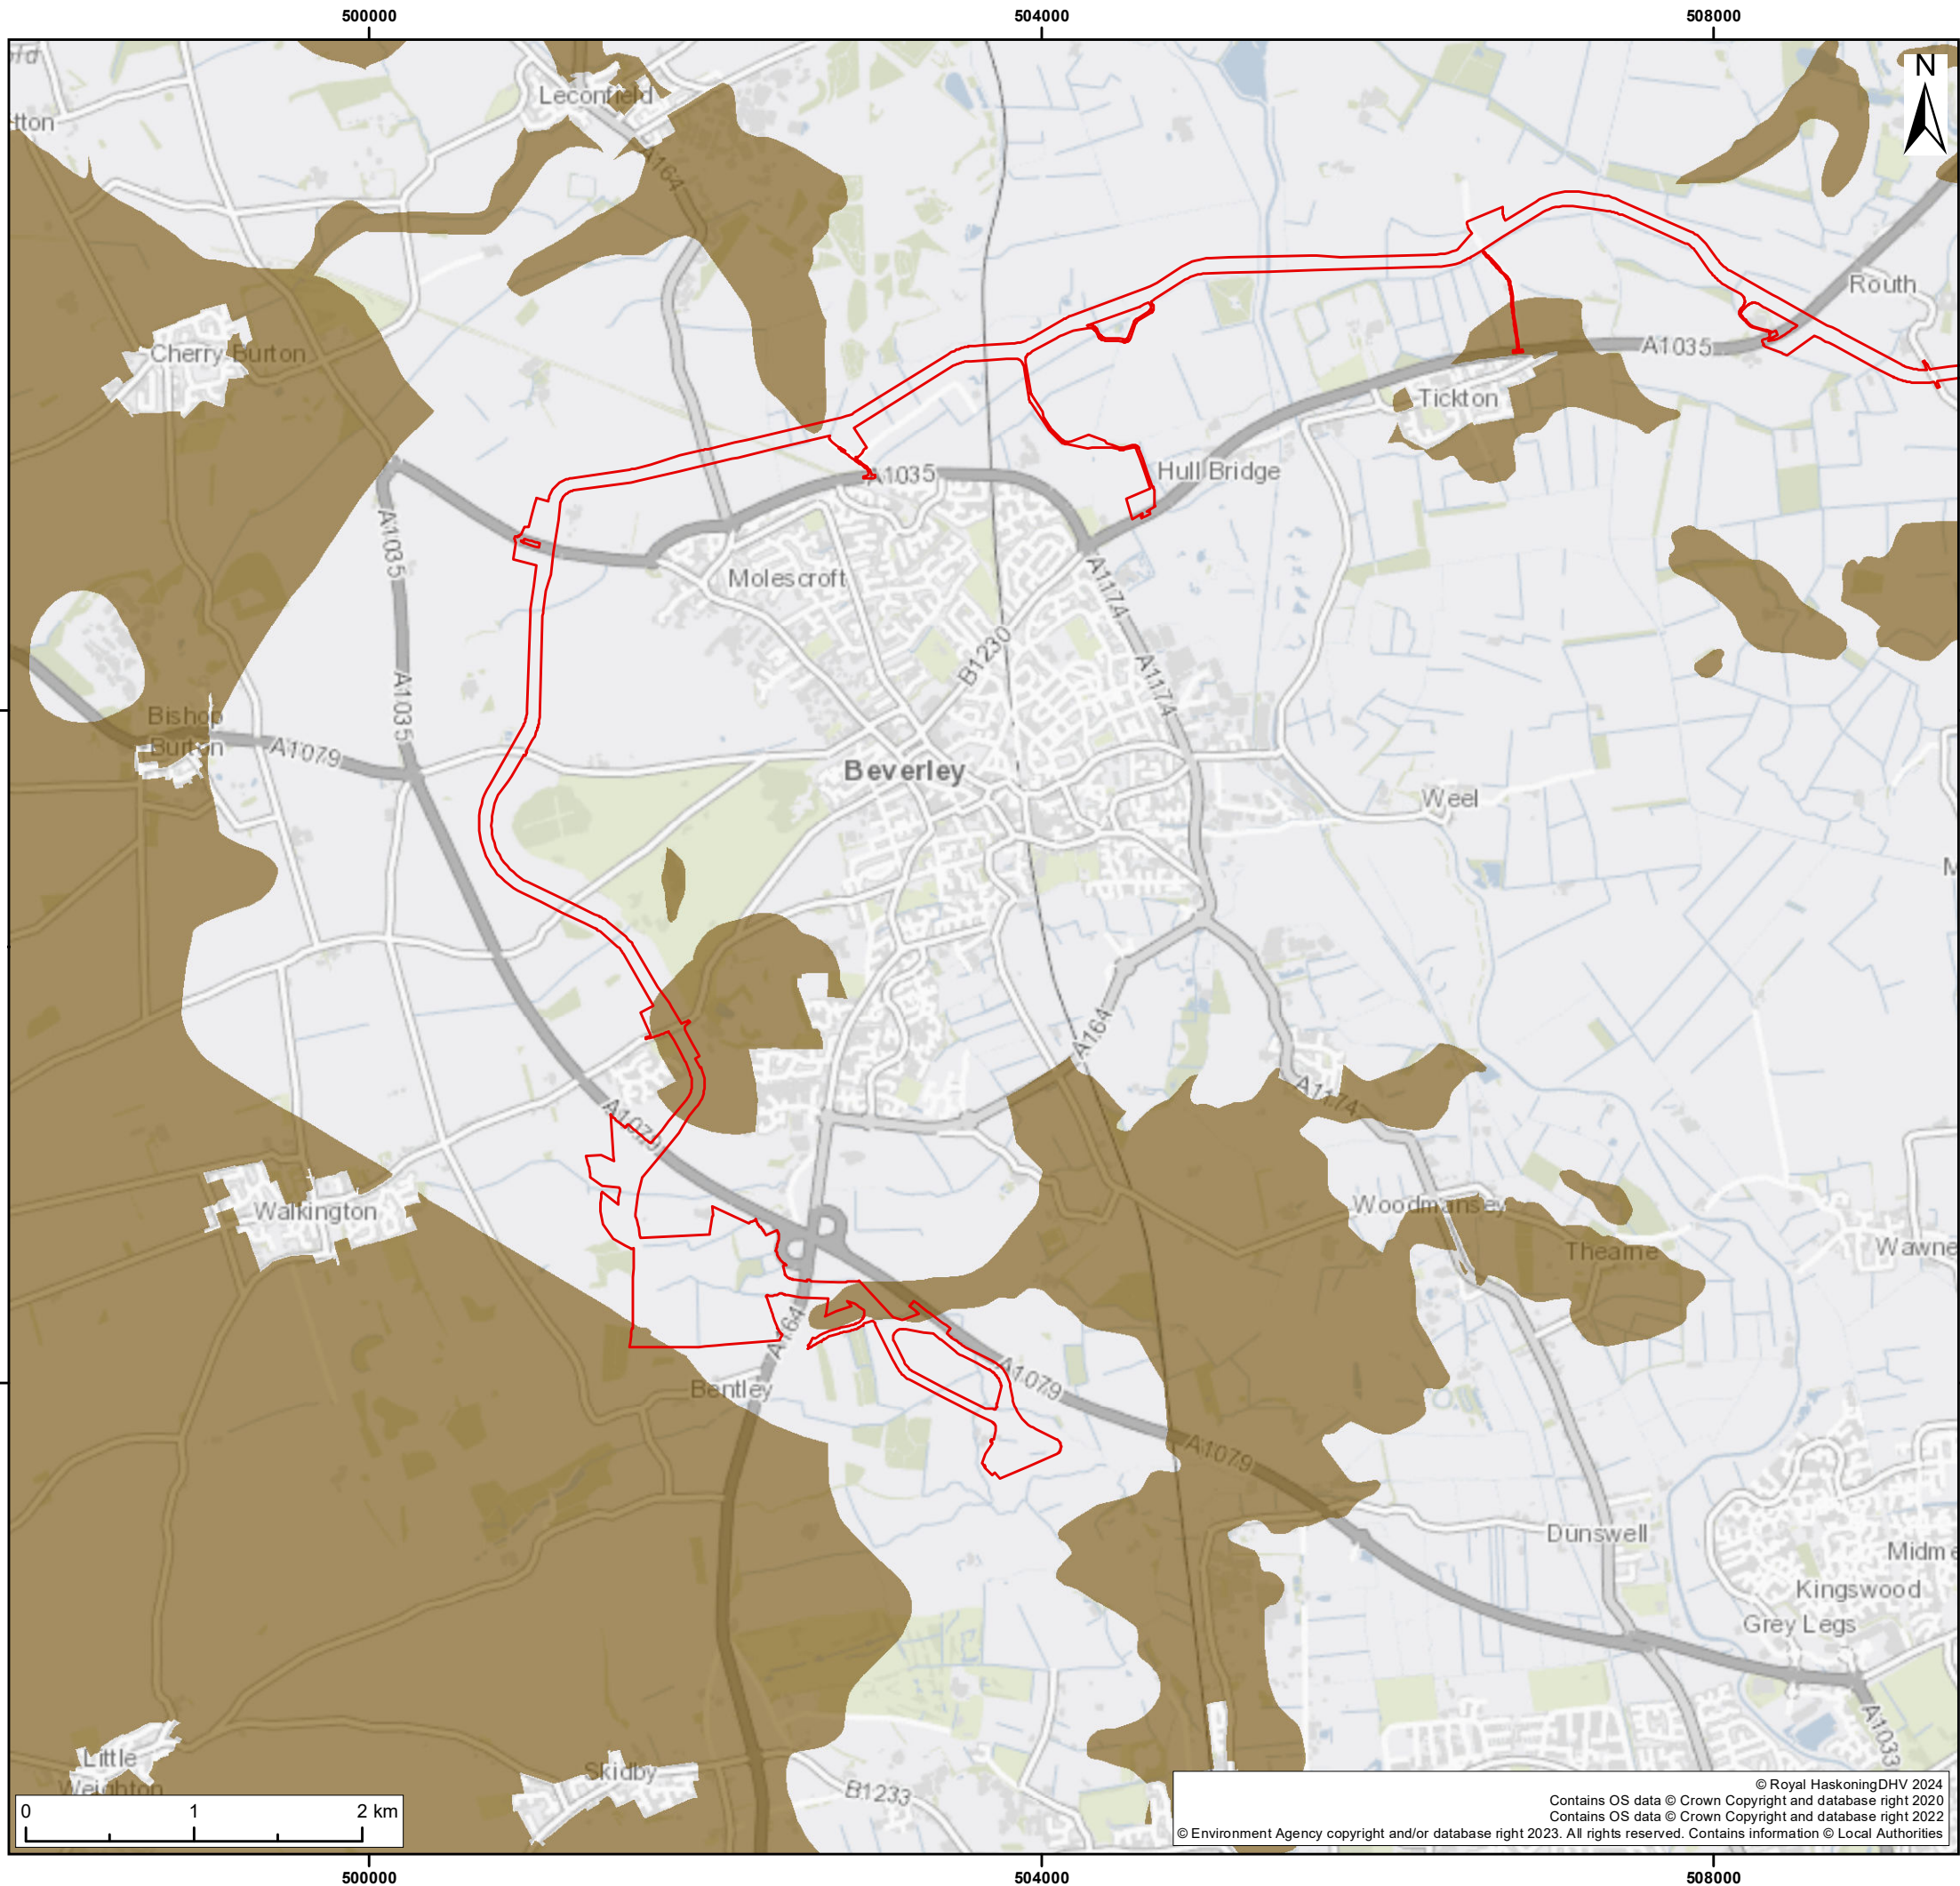 500000
504000
508000
N
Leconfield
tton
A164
Routh
Cherry Burton
A1035
Tickton
A1035
Hull Bridge
A1035
Molescroft
A1174
B1230
A1174
A1035
Bishop
Burton
A1079
Beverley
Weel
M
A164
A1174
A1079
Walkington
Woodmansey
Thearne
Wawne
A164
A1079
Bentley
A1079
Dunswell
Midme
Kingswood
Grey Legs
A1033
Little
Weighton
Skidby
B1233
0 1 2 km
© Royal HaskoningDHV 2024
Contains OS data © Crown Copyright and database right 2020
Contains OS data © Crown Copyright and database right 2022
© Environment Agency copyright and/or database right 2023. All rights reserved. Contains information © Local Authorities
500000
504000
508000